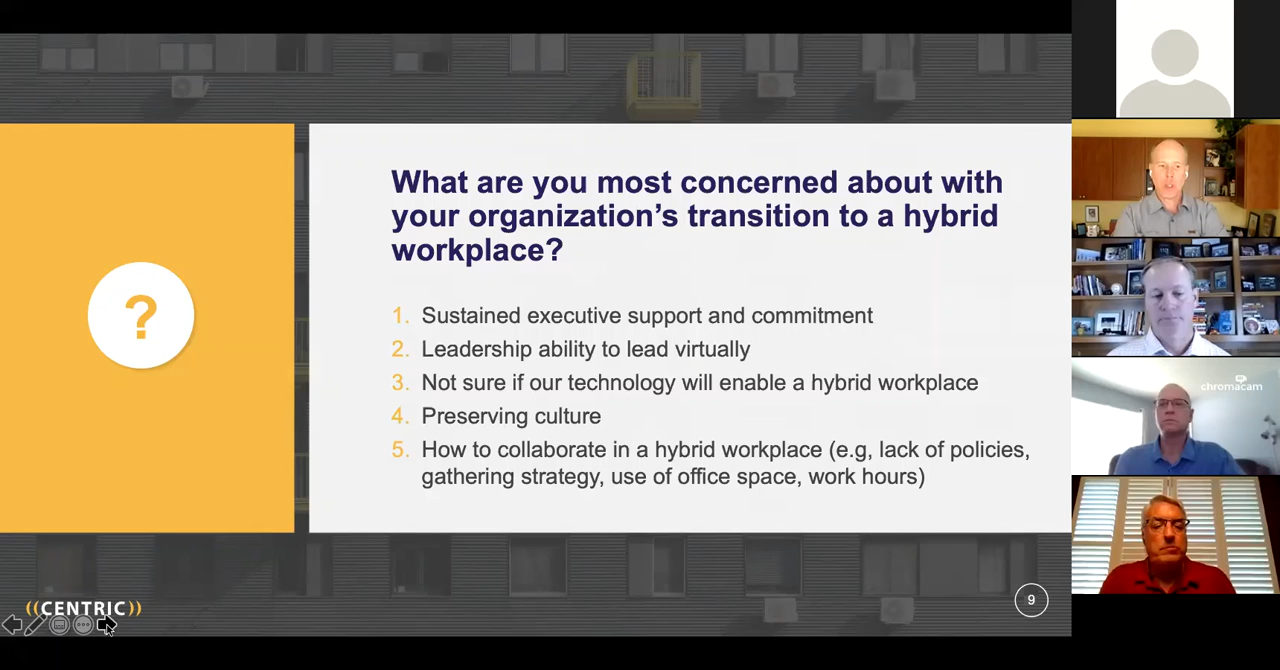 What are you most concerned about with
your organization's transition to a hybrid
workplace?
?
1. Sustained executive support and commitment
2. Leadership ability to lead virtually
3. Not sure if our technology will enable a hybrid workplace
4. Preserving culture
5. How to collaborate in a hybrid workplace (e.g, lack of policies,
gathering strategy, use of office space, work hours)
((CENTRIC))
9
chromacam